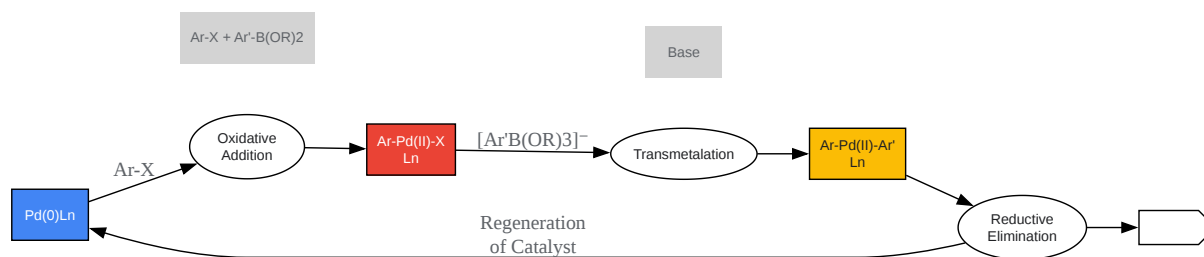 Ar-X + Ar'-B(OR)2
Base
Oxidative
Addition
Ar-Pd(II)-X
Ln
[Ar'B(OR)3]⁻
Transmetalation
Ar-Pd(II)-Ar'
Ln
Ar-X
Pd(0)Ln
Regeneration
of Catalyst
Reductive
Elimination